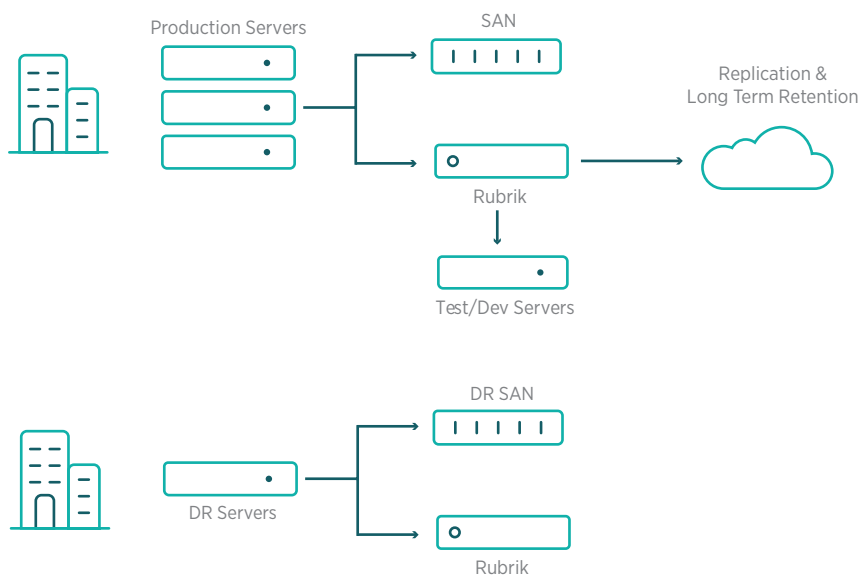 Production Servers
SAN
Replication &
Long Term Retention
Rubrik
Test/Dev Servers
DR SAN
DR Servers
Rubrik